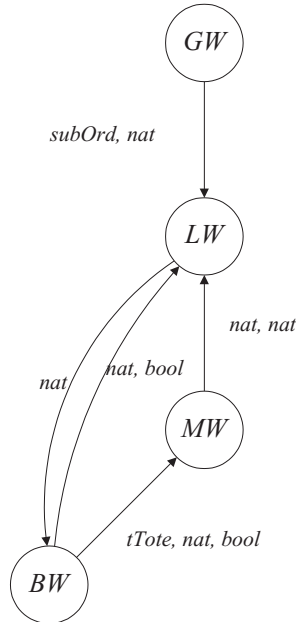 GW
subOrd, nat
LW
nat, nat
nat
nat, bool
MW
tTote, nat, bool
BW